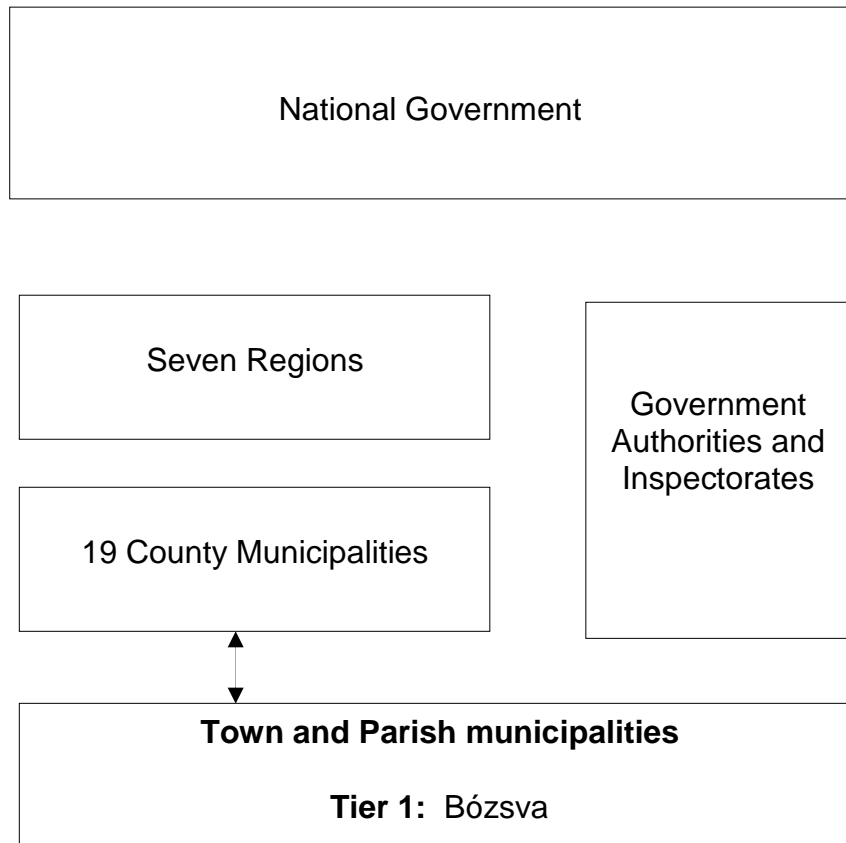 National Government
Seven Regions
Government
Authorities and
Inspectorates
19 County Municipalities
Town and Parish municipalities
Tier 1: Bózsva